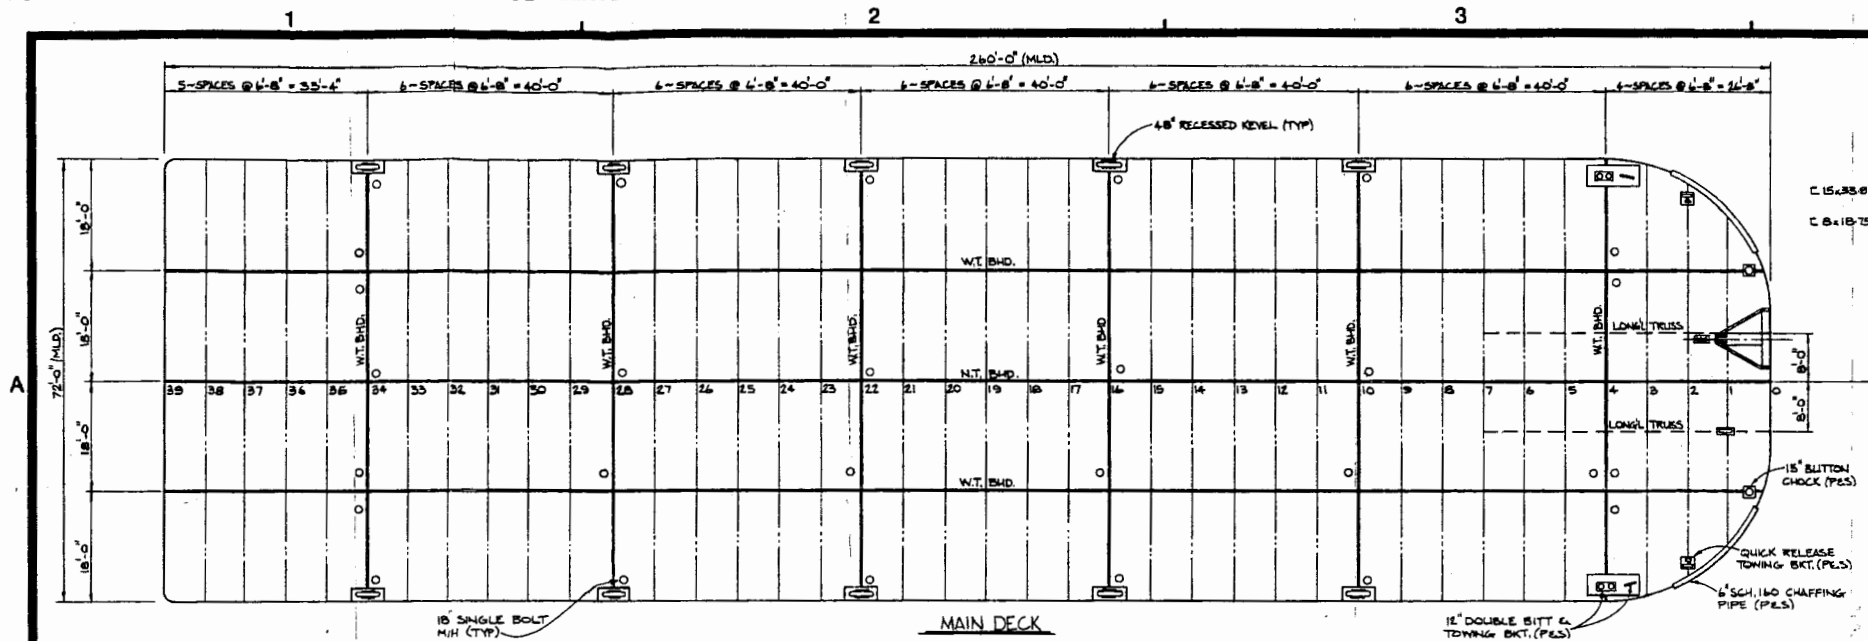 1 2 3
260'-0" (MLD.)
5~SPACES @ 6'-8" = 33'-4" 6~SPACES @ 6'-8" = 40'-0" 6~SPACES @ 6'-8" = 40'-0" 6~SPACES @ 6'-8" = 40'-0" 6~SPACES @ 6'-8" = 40'-0" 6~SPACES @ 6'-8" = 40'-0" 4~SPACES @ 6'-8" = 26'-8"
48" RECESSED KEVEL (TYP)
[ 15x33.9
[ 8x18.75
18'-0"
W.T. BHD.
18'-0"
W.T. BHD. W.T. BHD. W.T. BHD. W.T. BHD. W.T. BHD. W.T. BHD.
LONG'L TRUSS
8'-0"
72'-0" (MLD.)
A
N.T. BHD.
39 38 37 36 35 34 33 32 31 30 29 28 27 26 25 24 23 22 21 20 19 18 17 16 15 14 13 12 11 10 9 8 7 6 5 4 3 2 1 0
8'-0"
LONG'L TRUSS
18'-0"
W.T. BHD.
15" BUTTON
CHOCK (P&S)
18'-0"
QUICK RELEASE
TOWING BKT. (P&S)
6" SCH. 160 CHAFFING
PIPE (P&S)
18" SINGLE BOLT
M/H (TYP)
MAIN DECK
12" DOUBLE BITT &
TOWING BKT. (P&S)